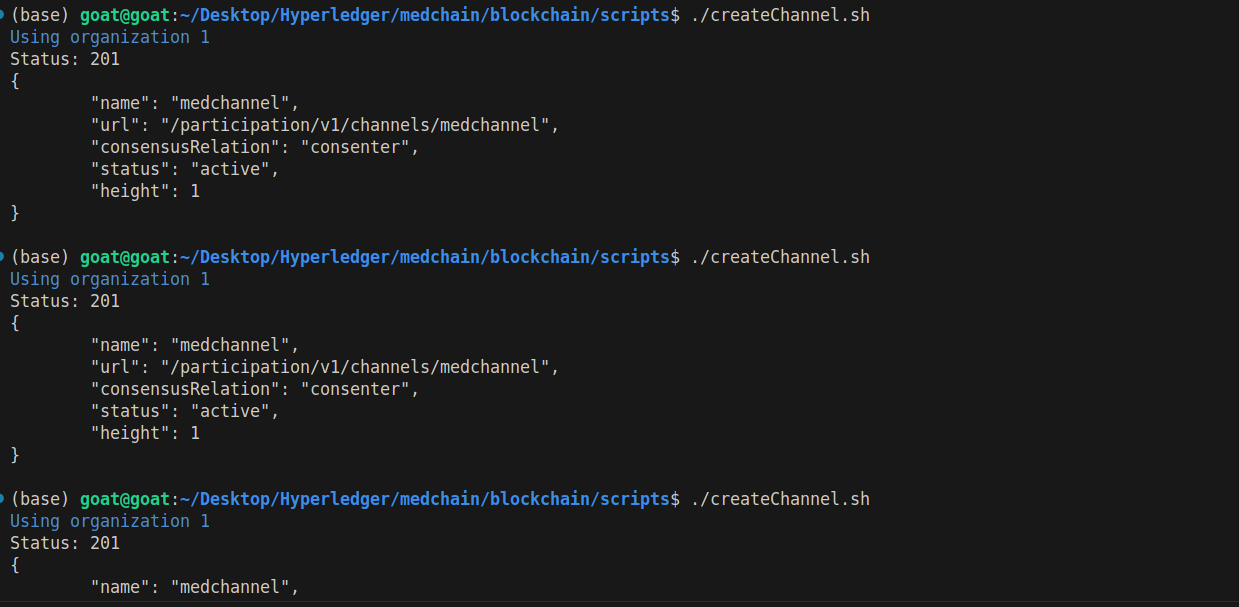 (base) goat@goat:~/Desktop/Hyperledger/medchain/blockchain/scripts$ ./createChannel.sh
Using organization 1
Status: 201
{
        "name": "medchannel",
        "url": "/participation/v1/channels/medchannel",
        "consensusRelation": "consenter",
        "status": "active",
        "height": 1
}

(base) goat@goat:~/Desktop/Hyperledger/medchain/blockchain/scripts$ ./createChannel.sh
Using organization 1
Status: 201
{
        "name": "medchannel",
        "url": "/participation/v1/channels/medchannel",
        "consensusRelation": "consenter",
        "status": "active",
        "height": 1
}

(base) goat@goat:~/Desktop/Hyperledger/medchain/blockchain/scripts$ ./createChannel.sh
Using organization 1
Status: 201
{
        "name": "medchannel",